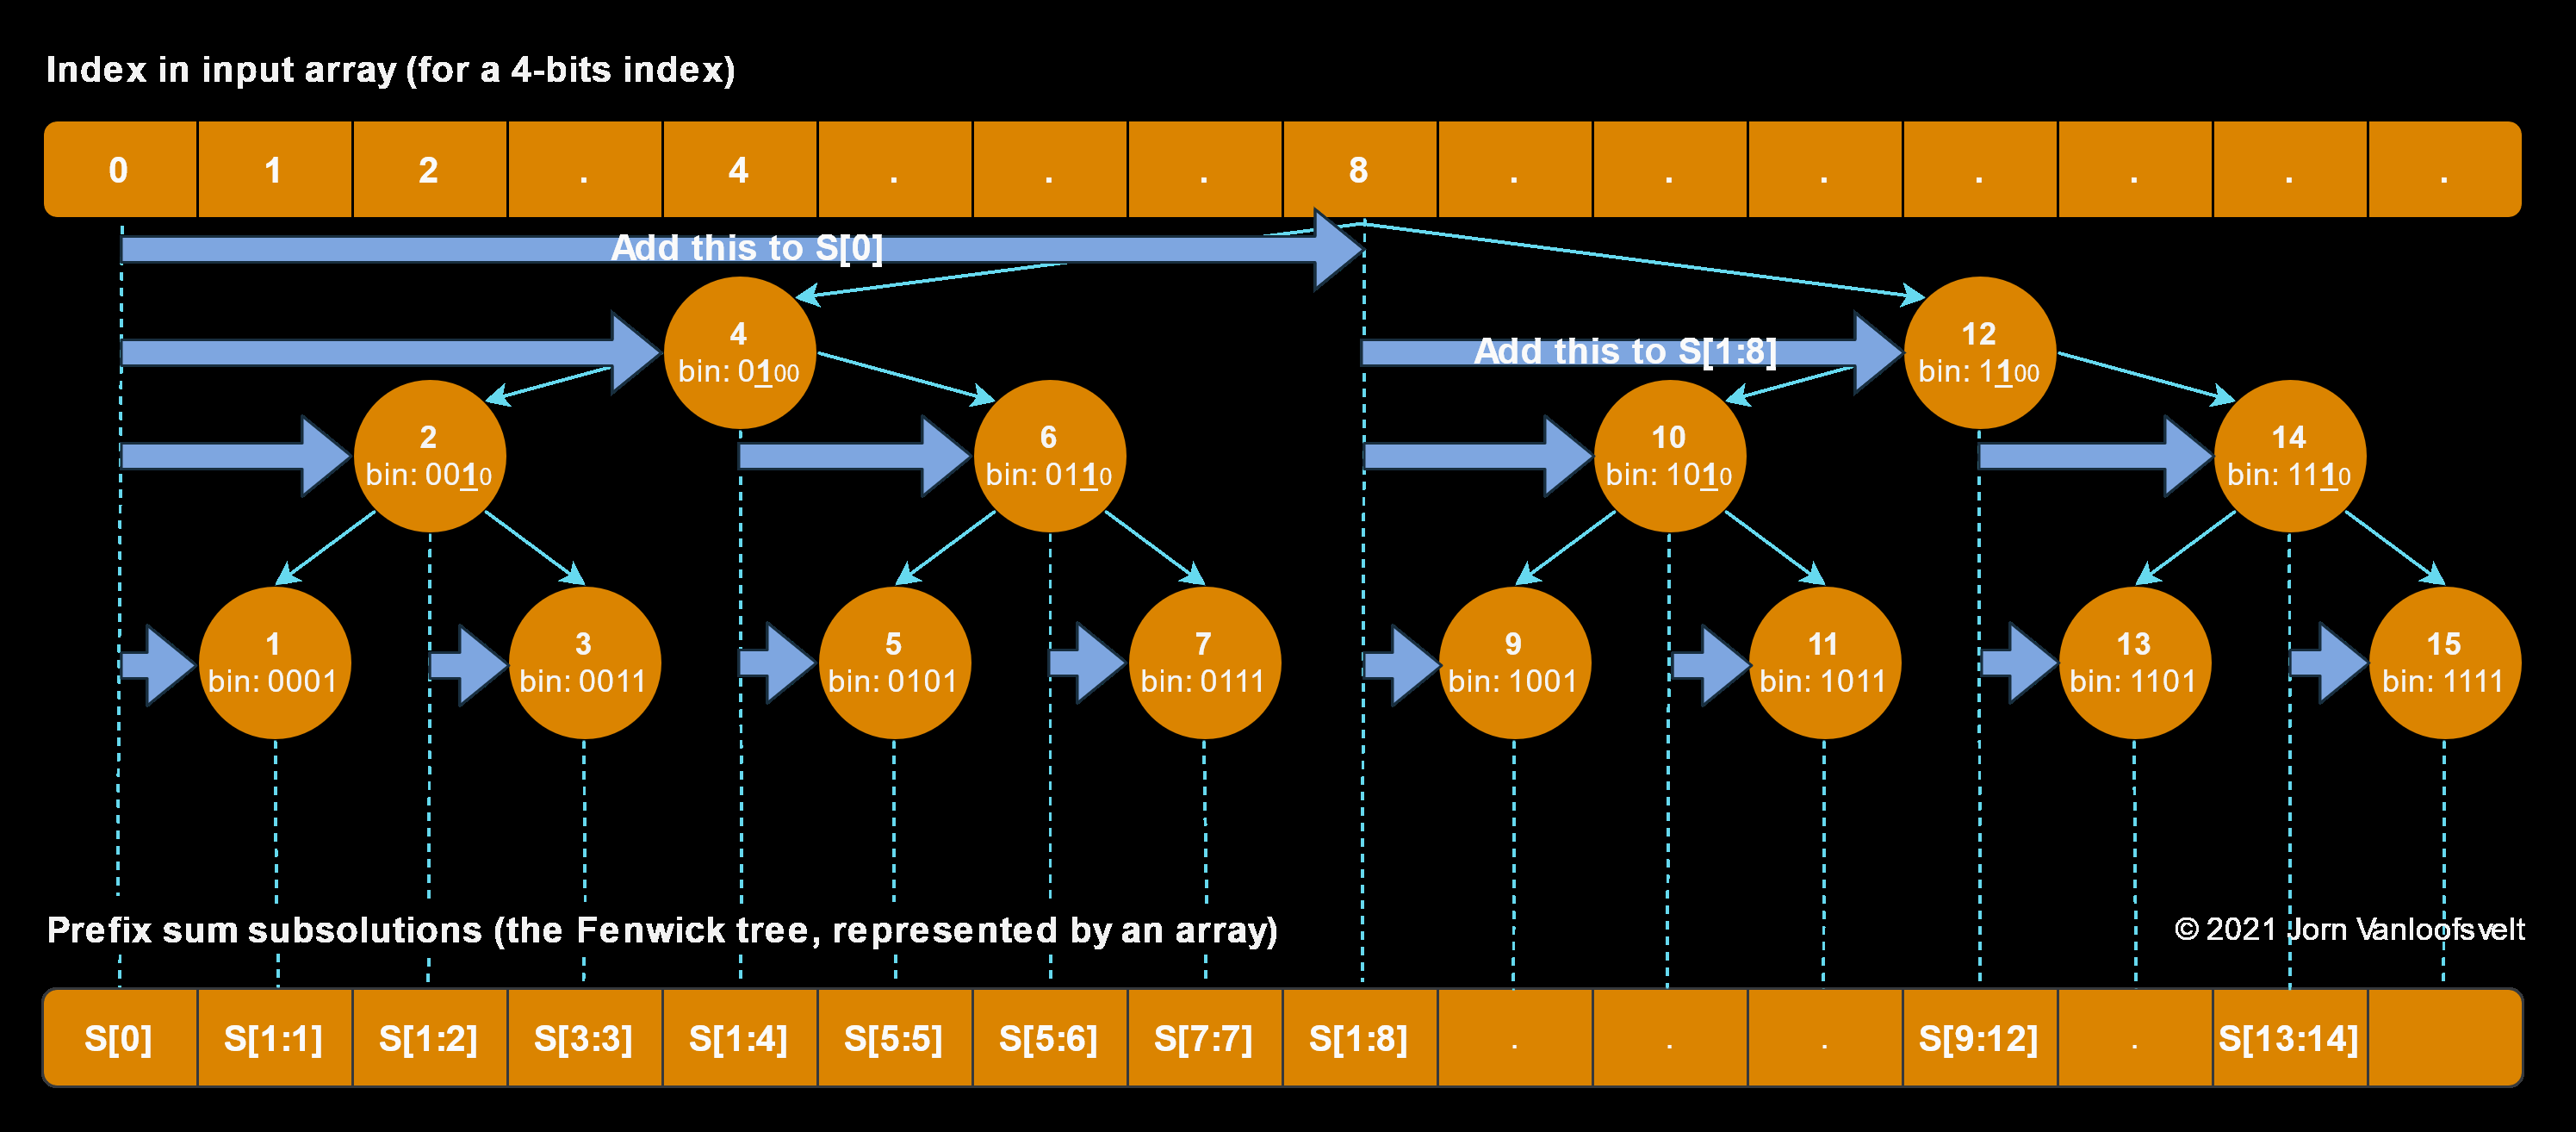 Index in input array (for a 4-bits index)
0 1 2 . 4 . . . 8 . . . . . . .
Add this to S[0]
4
bin: 0100
Add this to S[1:8]
12
bin: 1100
2
bin: 0010
6
bin: 0110
10
bin: 1010
14
bin: 1110
1
bin: 0001
3
bin: 0011
5
bin: 0101
7
bin: 0111
9
bin: 1001
11
bin: 1011
13
bin: 1101
15
bin: 1111
Prefix sum subsolutions (the Fenwick tree, represented by an array)
© 2021 Jorn Vanloofsvelt
S[0] S[1:1] S[1:2] S[3:3] S[1:4] S[5:5] S[5:6] S[7:7] S[1:8] . . . S[9:12] . S[13:14]